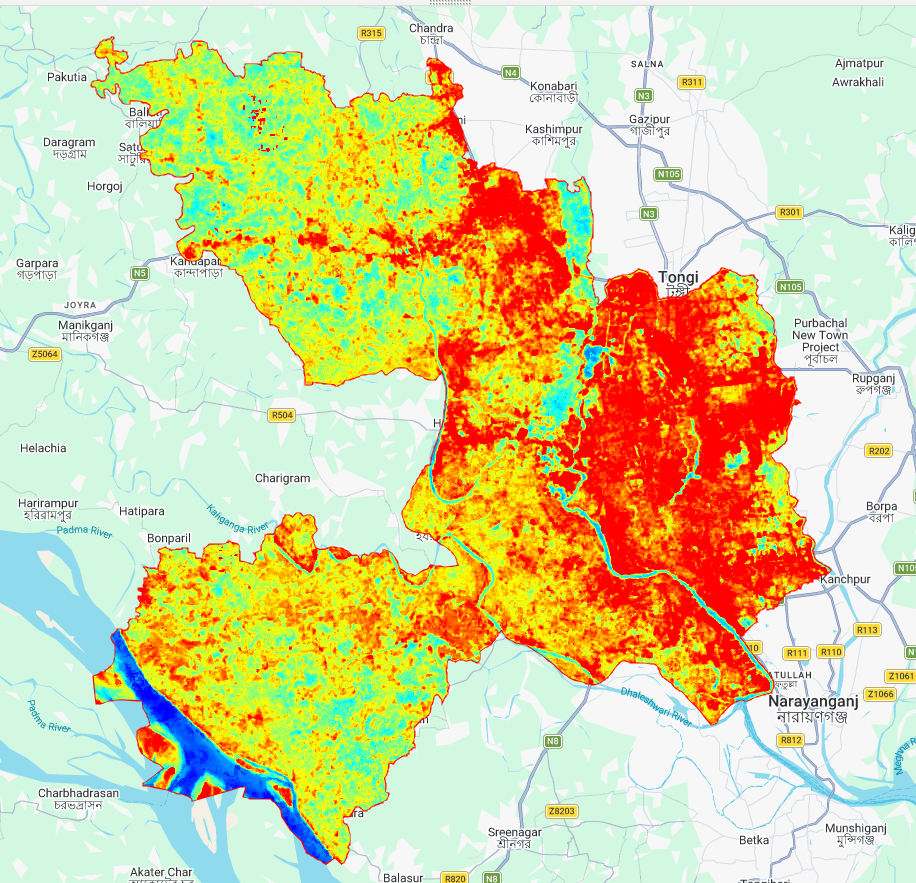 Chandra
চন্দ্রা
R315
N4
SALNA
Ajmatpur
Awrakhali
Pakutia
Konabari
কোনাবাড়ী
R311
N3
Gazipur
গাজীপুর
Kashimpur
কাশিমপুর
Daragram
দড়গ্রাম
Horgoj
N105
N3
R301
Garpara
গড়পাড়া
N5
কান্দাপাড়া
Tongi
টঙ্গী
N105
JOYRA
Manikganj
মানিকগঞ্জ
Z5064
Purbachal
New Town
Project
পূর্বাচল
Rupganj
রুপগঞ্জ
R504
Helachia
R202
Charigram
Harirampur
হরিরামপুর
Hatipara
Kaliganga River
Padma River
Borpa
বরপা
Bonparil
Kanchpur
R113
R111
R110
Z1061
Z1066
Narayanganj
নারায়ণগঞ্জ
Padma River
Dhaleshwari River
N8
R812
Charbhadrasan
চরভদ্রাসন
Z8203
Sreenagar
শ্রীনগর
Betka
Munshiganj
মুন্সিগঞ্জ
Akater Char
Balasur
R820
N8